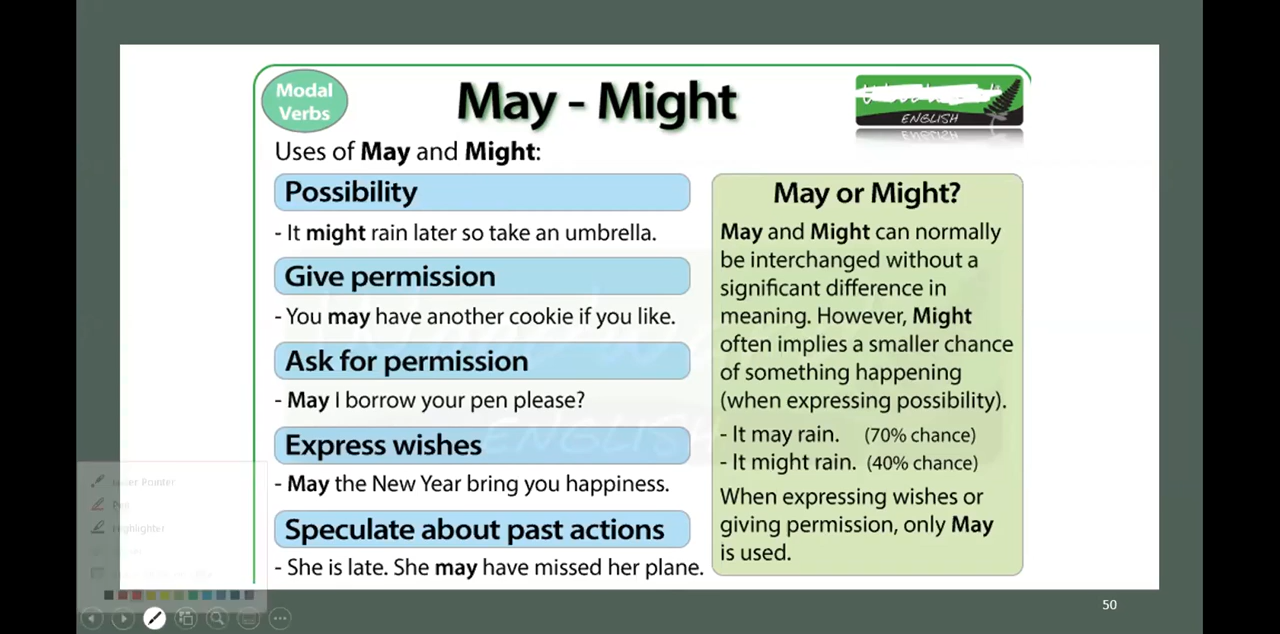 Modal
Verbs
May - Might
ENGLISH
Uses of May and Might:
Possibility
- It might rain later so take an umbrella.
Give permission
- You may have another cookie if you like.
Ask for permission
- May I borrow your pen please?
Express wishes
- May the New Year bring you happiness.
Speculate about past actions
- She is late. She may have missed her plane.
May or Might?
May and Might can normally
be interchanged without a
significant difference in
meaning. However, Might
often implies a smaller chance
of something happening
(when expressing possibility).
- It may rain. (70% chance)
- It might rain. (40% chance)
When expressing wishes or
giving permission, only May
is used.
Pointer
Pen
Highlighter
50